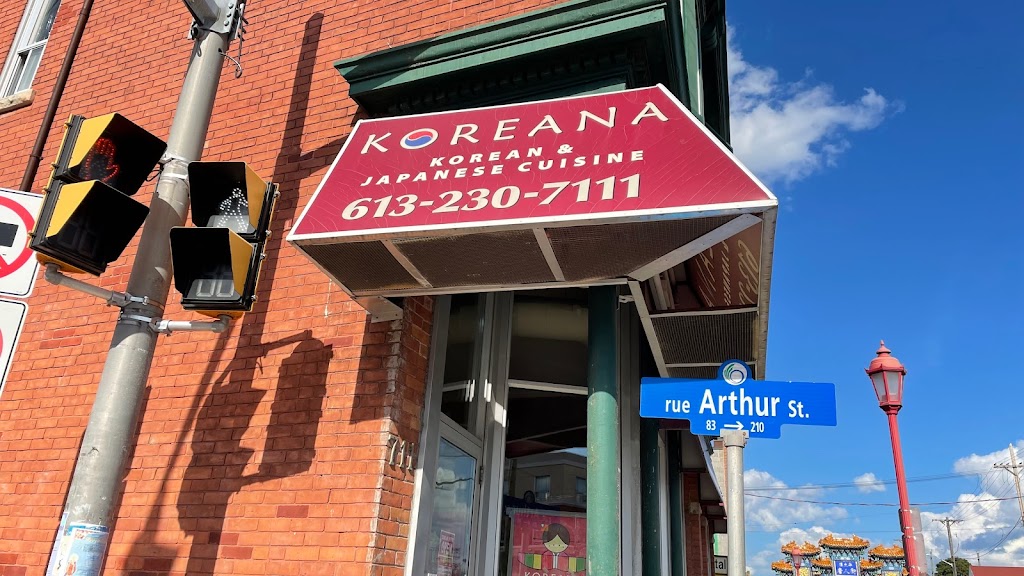 KOREANA
KOREAN &
JAPANESE CUISINE
613-230-7111
rue Arthur St.
83 → 210
711